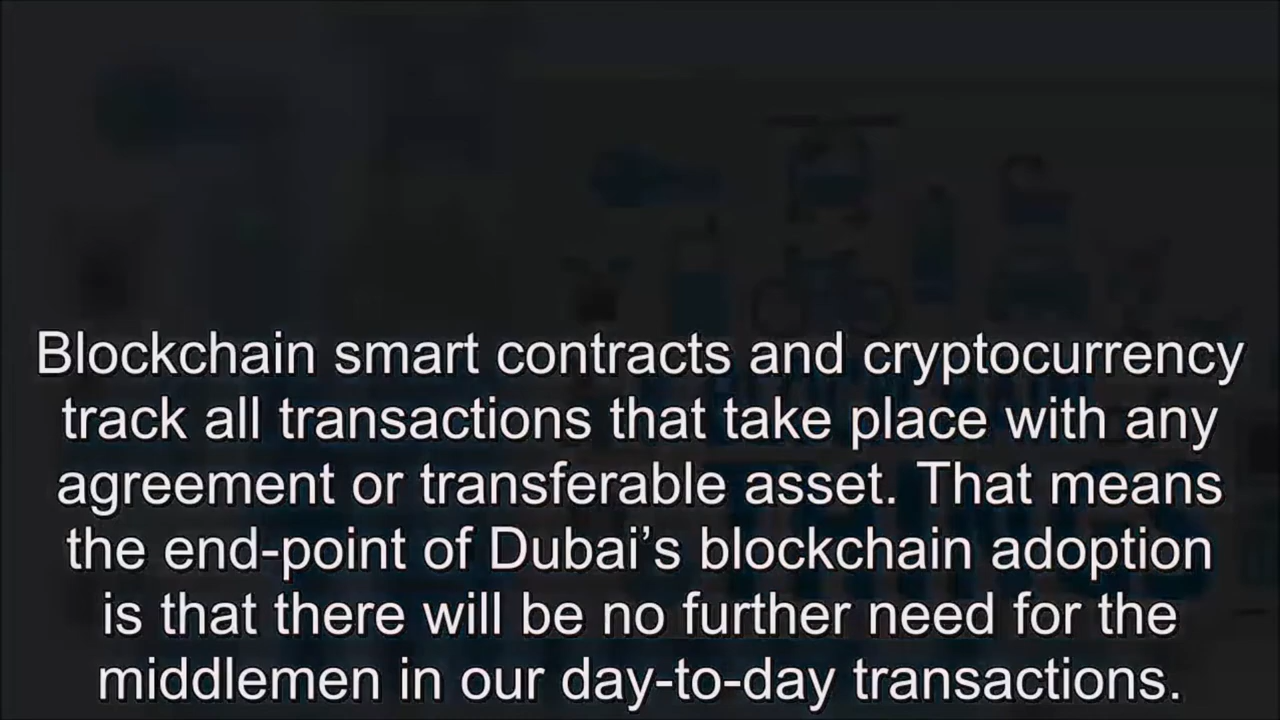 Blockchain smart contracts and cryptocurrency
track all transactions that take place with any
agreement or transferable asset. That means
the end-point of Dubai’s blockchain adoption
is that there will be no further need for the
middlemen in our day-to-day transactions.